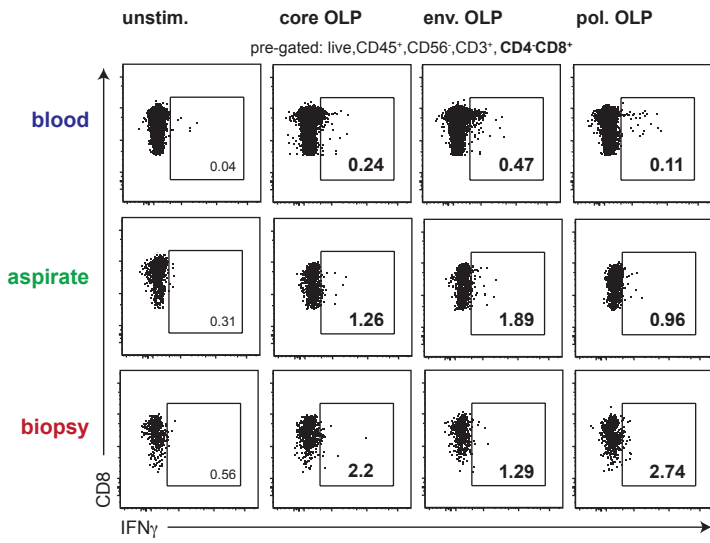 unstim. core OLP env. OLP pol. OLP
pre-gated: live,CD45⁺,CD56⁻,CD3⁺, CD4⁻CD8⁺
blood
0.04 0.24 0.47 0.11
aspirate
0.31 1.26 1.89 0.96
biopsy
0.56 2.2 1.29 2.74
CD8
IFNγ